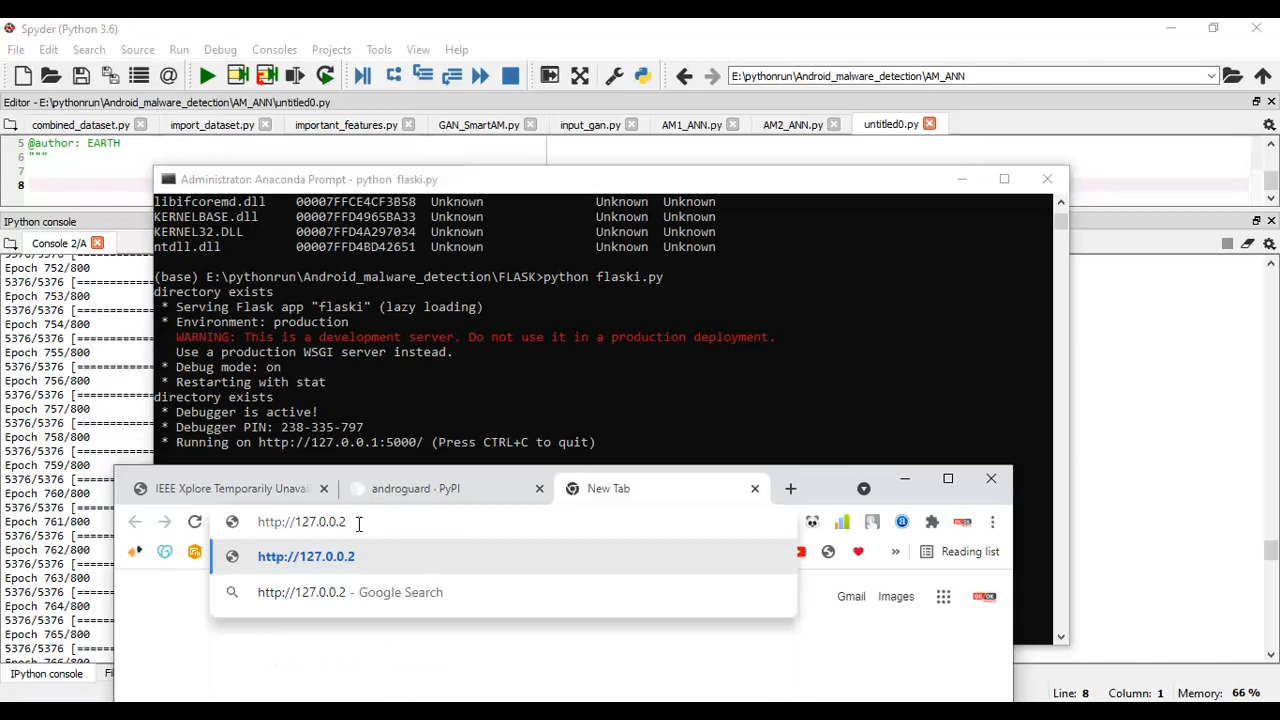 Spyder (Python 3.6)
File Edit Search Source Run Debug Consoles Projects Tools View Help
E:\pythonrun\Android_malware_detection\AM_ANN
Editor - E:\pythonrun\Android_malware_detection\AM_ANN\untitled0.py
combined_dataset.py import_dataset.py important_features.py GAN_SmartAM.py input_gan.py AM1_ANN.py AM2_ANN.py untitled0.py
5 @author: EARTH
6 """
7
8
IPython console
Console 2/A
Epoch 752/800
5376/5376 [===========
Epoch 753/800
5376/5376 [===========
Epoch 754/800
5376/5376 [===========
Epoch 755/800
5376/5376 [===========
Epoch 756/800
5376/5376 [===========
Epoch 757/800
5376/5376 [===========
Epoch 758/800
5376/5376 [===========
Epoch 759/800
5376/5376 [===========
Epoch 760/800
5376/5376 [======
Epoch 761/800
5376/5376 [======
Epoch 762/800
5376/5376 [======
Epoch 763/800
5376/5376 [======
Epoch 764/800
5376/5376 [======
Epoch 765/800
5376/5376 [======
Epoch 766/800
IPython console
Administrator: Anaconda Prompt - python flaski.py
libifcoremd.dll 00007FFCE4CF3B58 Unknown Unknown Unknown
KERNELBASE.dll 00007FFD4965BA33 Unknown Unknown Unknown
KERNEL32.DLL 00007FFD4A297034 Unknown Unknown Unknown
ntdll.dll 00007FFD4BD42651 Unknown Unknown Unknown
(base) E:\pythonrun\Android_malware_detection\FLASK>python flaski.py
directory exists
* Serving Flask app "flaski" (lazy loading)
* Environment: production
WARNING: This is a development server. Do not use it in a production deployment.
Use a production WSGI server instead.
* Debug mode: on
* Restarting with stat
directory exists
* Debugger is active!
* Debugger PIN: 238-335-797
* Running on http://127.0.0.1:5000/ (Press CTRL+C to quit)
IEEE Xplore Temporarily Unava androguard · PyPI New Tab
http://127.0.0.2
http://127.0.0.2
http://127.0.0.2 - Google Search
Reading list
Gmail Images
Line: 8 Column: 1 Memory: 66 %